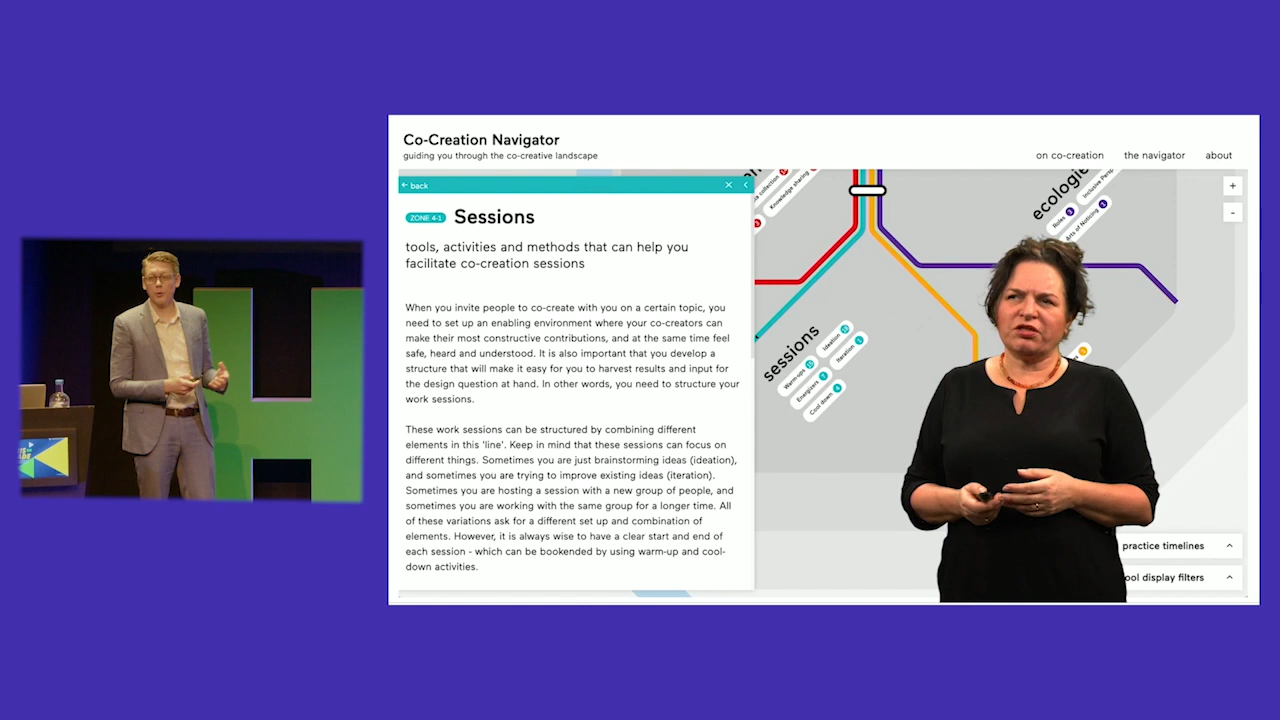 Co-Creation Navigator
guiding you through the co-creative landscape
on co-creation
the navigator
about
← back
ZONE 4-1
Sessions
tools, activities and methods that can help you
facilitate co-creation sessions
When you invite people to co-create with you on a certain topic, you
need to set up an enabling environment where your co-creators can
make their most constructive contributions, and at the same time feel
safe, heard and understood. It is also important that you develop a
structure that will make it easy for you to harvest results and input for
the design question at hand. In other words, you need to structure your
work sessions.
These work sessions can be structured by combining different
elements in this 'line'. Keep in mind that these sessions can focus on
different things. Sometimes you are just brainstorming ideas (ideation),
and sometimes you are trying to improve existing ideas (iteration).
Sometimes you are hosting a session with a new group of people, and
sometimes you are working with the same group for a longer time. All
of these variations ask for a different set up and combination of
elements. However, it is always wise to have a clear start and end of
each session - which can be bookended by using warm-up and cool-
down activities.
collection
Knowledge sharing
ecologie
Roles
Inclusive Persp
Arts of Noticing
sessions
Ideation
Iteration
Warm-ups
Energizers
Cool down
+
-
practice timelines
ool display filters
H